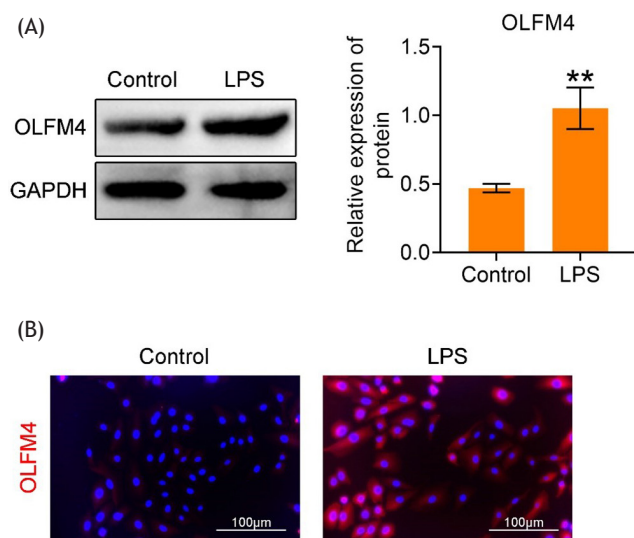 (A)
Control LPS
OLFM4
GAPDH
OLFM4
Relative expression of
protein
1.5
1.0
0.5
0.0
**
Control LPS
(B)
Control LPS
OLFM4
100µm 100µm